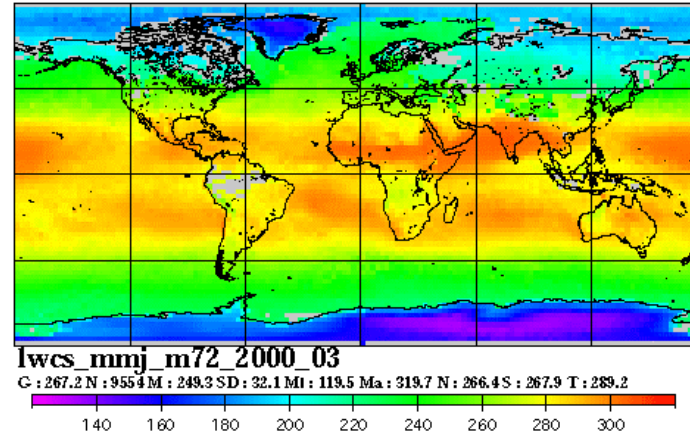 lwcs_mmj_m72_2000_03
G : 267.2 N : 9554 M : 249.3 SD : 32.1 Mi : 119.5 Ma : 319.7 N : 266.4 S : 267.9 T : 289.2
140 160 180 200 220 240 260 280 300